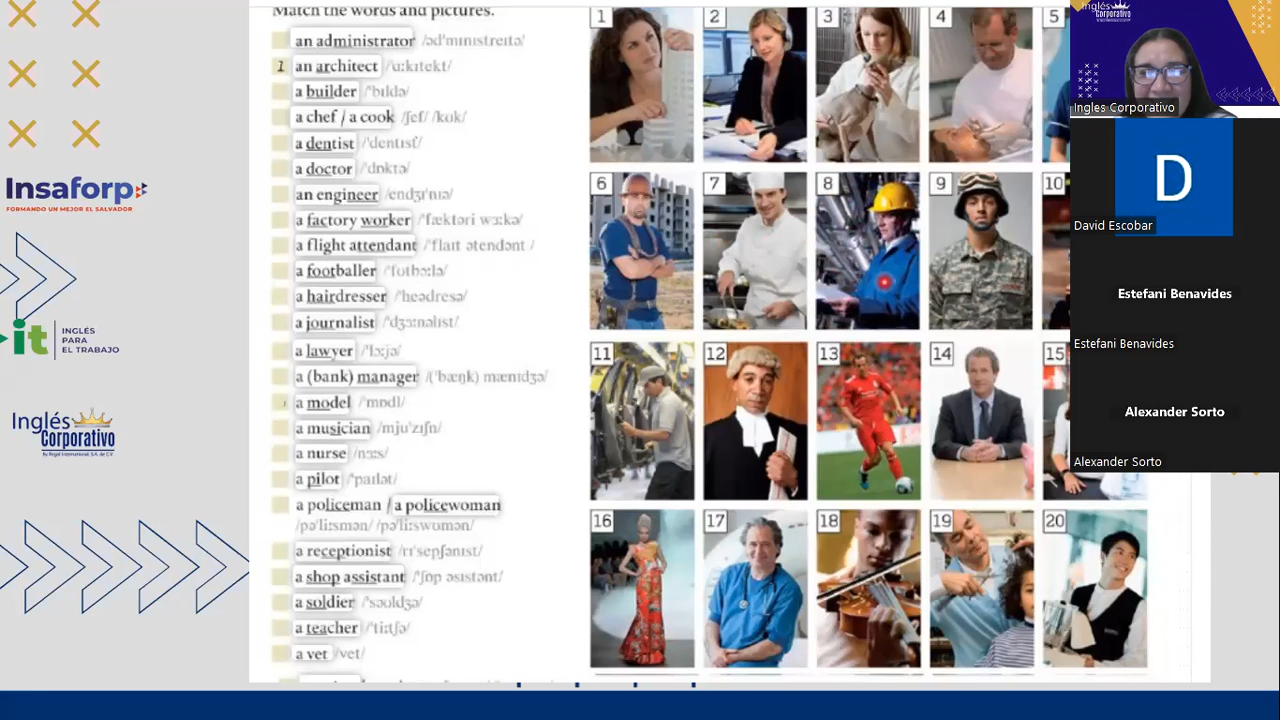 Match the words and pictures.
an administrator /ədˈmɪnɪstreɪtə/
1 an architect /ˈɑːkɪtekt/
a builder /ˈbɪldə/
a chef / a cook /ʃef/ /kʊk/
a dentist /ˈdentɪst/
a doctor /ˈdɒktə/
an engineer /endʒɪˈnɪə/
a factory worker /ˈfæktəri wɜːkə/
a flight attendant /ˈflaɪt ətendənt /
a footballer /ˈfʊtbɔːlə/
a hairdresser /ˈheədresə/
a journalist /ˈdʒɜːnəlɪst/
a lawyer /ˈlɔːjə/
a (bank) manager /(ˈbæŋk) mænɪdʒə/
a model /ˈmɒdl/
a musician /mjuˈzɪʃn/
a nurse /nɜːs/
a pilot /ˈpaɪlət/
a policeman / a policewoman
/pəˈliːsmən/ /pəˈliːswʊmən/
a receptionist /rɪˈsepʃənɪst/
a shop assistant /ˈʃɒp əsɪstənt/
a soldier /ˈsəʊldʒə/
a teacher /ˈtiːtʃə/
a vet /vet/
1 2 3 4 5
6 7 8 9 10
11 12 13 14 15
16 17 18 19 20
Insaforp
FORMANDO UN MEJOR EL SALVADOR
it INGLÉS
PARA
EL TRABAJO
Inglés
Corporativo
By Regal International, S.A. de C.V.
Inglés
Corporativo
Ingles Corporativo
D
David Escobar
Estefani Benavides
Estefani Benavides
Alexander Sorto
Alexander Sorto